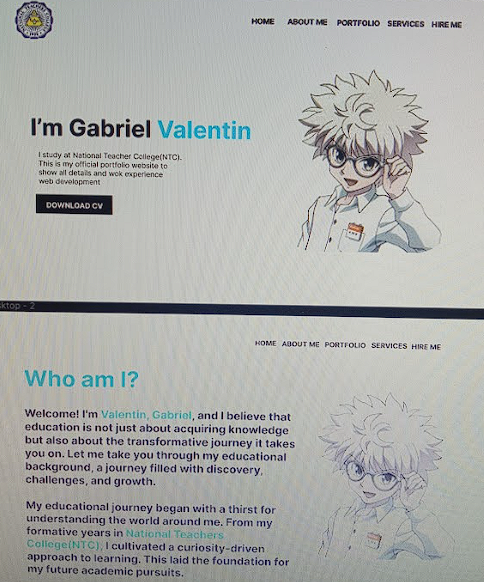 HOME ABOUT ME PORTFOLIO SERVICES HIRE ME
I'm Gabriel Valentin
I study at National Teacher College(NTC).
This is my official portfolio website to
show all details and wok experience
web development
DOWNLOAD CV
ktop - 2
HOME ABOUT ME PORTFOLIO SERVICES HIRE ME
Who am I?
Welcome! I'm Valentin, Gabriel, and I believe that
education is not just about acquiring knowledge
but also about the transformative journey it takes
you on. Let me take you through my educational
background, a journey filled with discovery,
challenges, and growth.
My educational journey began with a thirst for
understanding the world around me. From my
formative years in National Teachers
College(NTC), I cultivated a curiosity-driven
approach to learning. This laid the foundation for
my future academic pursuits.